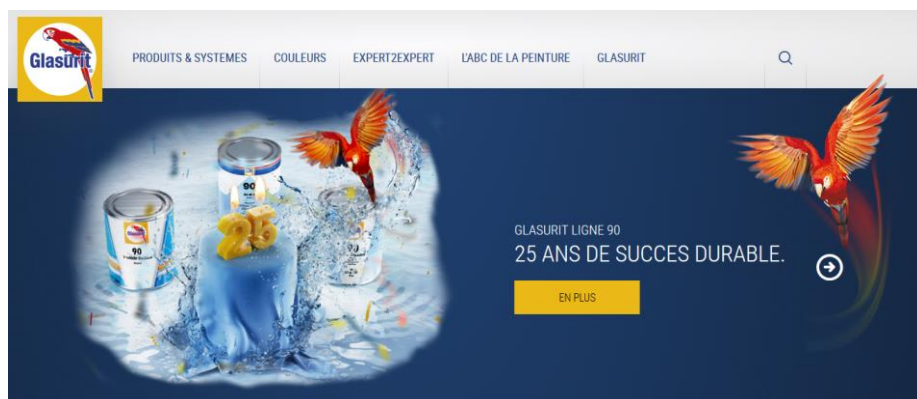 Glasurit
PRODUITS & SYSTEMES
COULEURS
EXPERT2EXPERT
L'ABC DE LA PEINTURE
GLASURIT
90
25
90
90
GLASURIT LIGNE 90
25 ANS DE SUCCES DURABLE.
EN PLUS